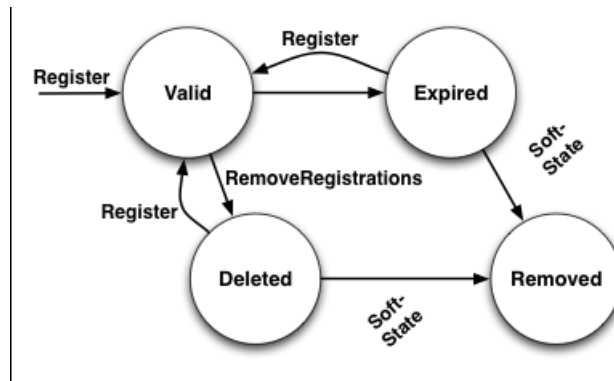 Register
Register
Valid
Expired
Soft-
State
RemoveRegistrations
Register
Deleted
Removed
Soft-
State